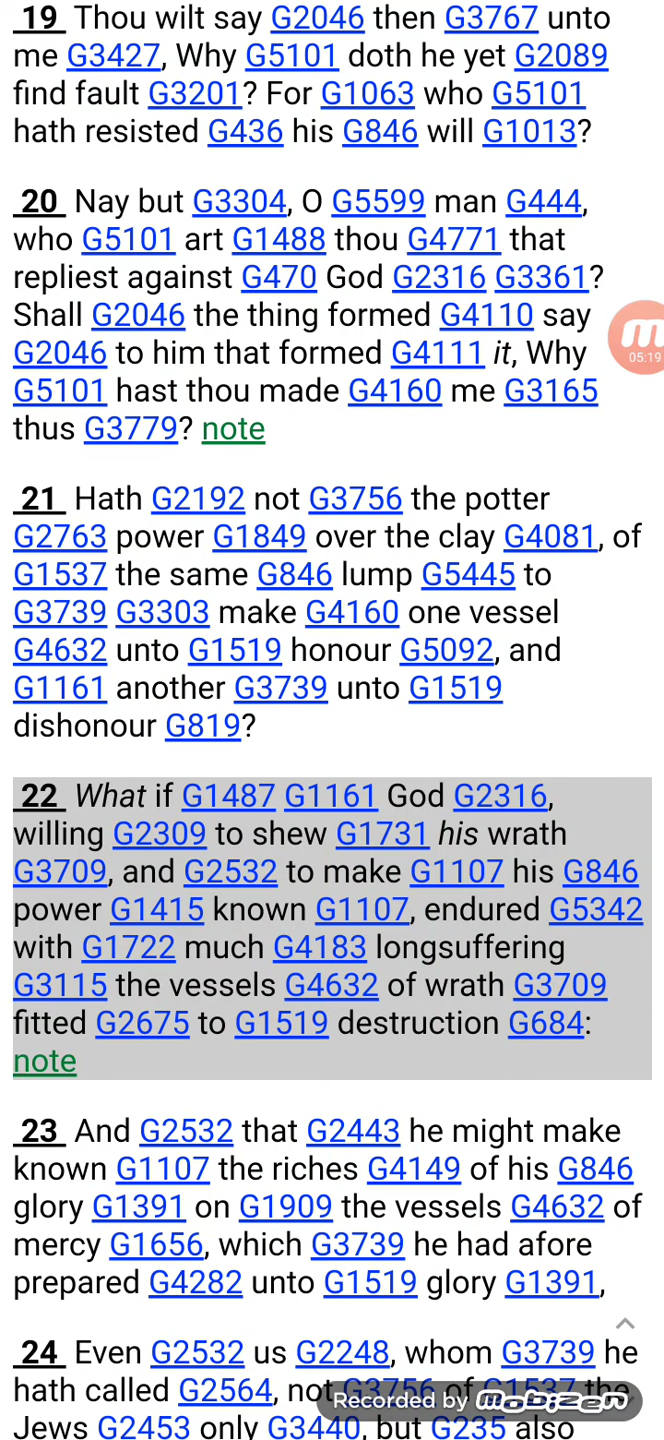 19 Thou wilt say G2046 then G3767 unto
me G3427, Why G5101 doth he yet G2089
find fault G3201? For G1063 who G5101
hath resisted G436 his G846 will G1013?
20 Nay but G3304, O G5599 man G444,
who G5101 art G1488 thou G4771 that
repliest against G470 God G2316 G3361?
Shall G2046 the thing formed G4110 say
G2046 to him that formed G4111 it, Why
05:19
G5101 hast thou made G4160 me G3165
thus G3779? note
21 Hath G2192 not G3756 the potter
G2763 power G1849 over the clay G4081, of
G1537 the same G846 lump G5445 to
G3739 G3303 make G4160 one vessel
G4632 unto G1519 honour G5092, and
G1161 another G3739 unto G1519
dishonour G819?
22 What if G1487 G1161 God G2316,
willing G2309 to shew G1731 his wrath
G3709, and G2532 to make G1107 his G846
power G1415 known G1107, endured G5342
with G1722 much G4183 longsuffering
G3115 the vessels G4632 of wrath G3709
fitted G2675 to G1519 destruction G684:
note
23 And G2532 that G2443 he might make
known G1107 the riches G4149 of his G846
glory G1391 on G1909 the vessels G4632 of
mercy G1656, which G3739 he had afore
prepared G4282 unto G1519 glory G1391,
24 Even G2532 us G2248, whom G3739 he
hath called G2564, not G3756 of G1537 the
Recorded by mobizen
Jews G2453 only G3440, but G235 also